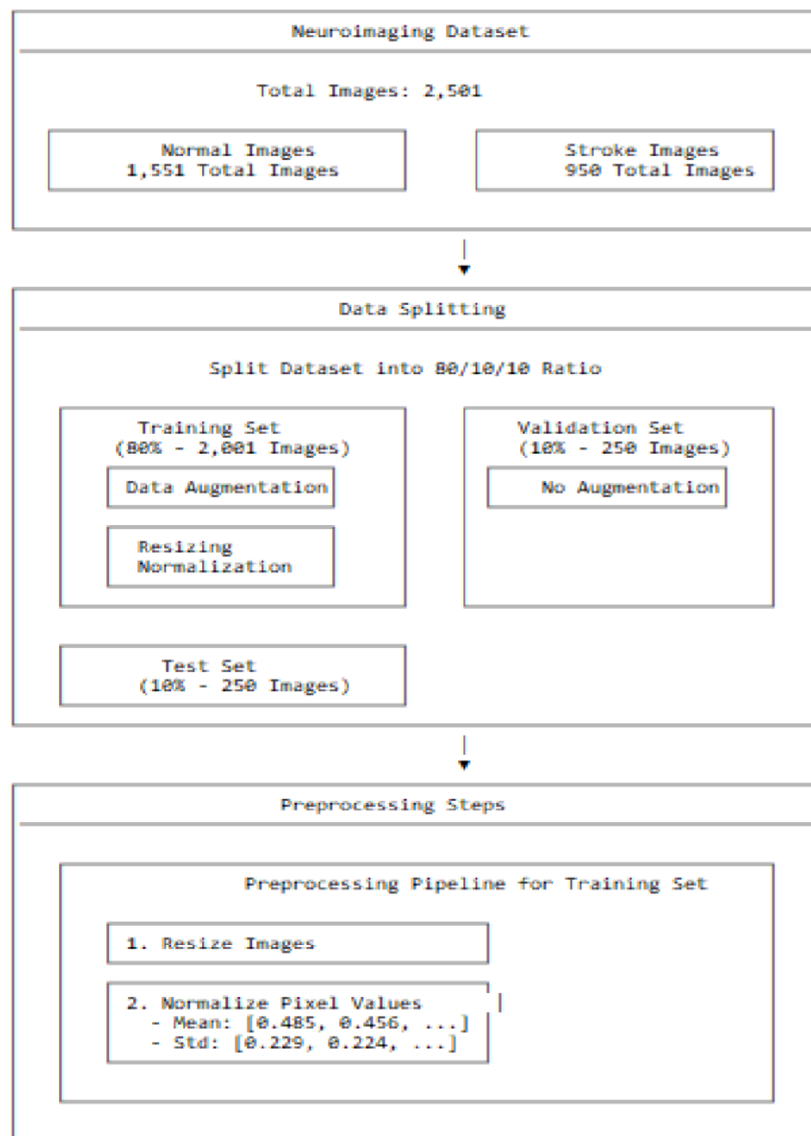 Neuroimaging Dataset
Total Images: 2,501
Normal Images
1,551 Total Images
Stroke Images
950 Total Images
Data Splitting
Split Dataset into 80/10/10 Ratio
Training Set
(80% - 2,001 Images)
Data Augmentation
Resizing
Normalization
Validation Set
(10% - 250 Images)
No Augmentation
Test Set
(10% - 250 Images)
Preprocessing Steps
Preprocessing Pipeline for Training Set
1. Resize Images
2. Normalize Pixel Values
- Mean: [0.485, 0.456, ...]
- Std: [0.229, 0.224, ...]